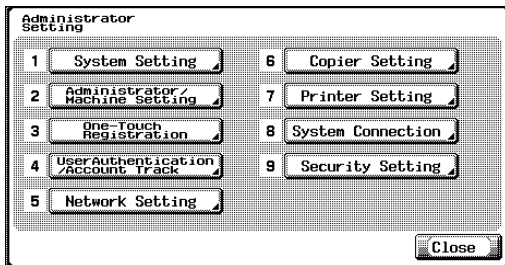 Administrator
Setting
1 System Setting
2 Administrator/
Machine Setting
3 One-Touch
Registration
4 UserAuthentication
/Account Track
5 Network Setting
6 Copier Setting
7 Printer Setting
8 System Connection
9 Security Setting
Close